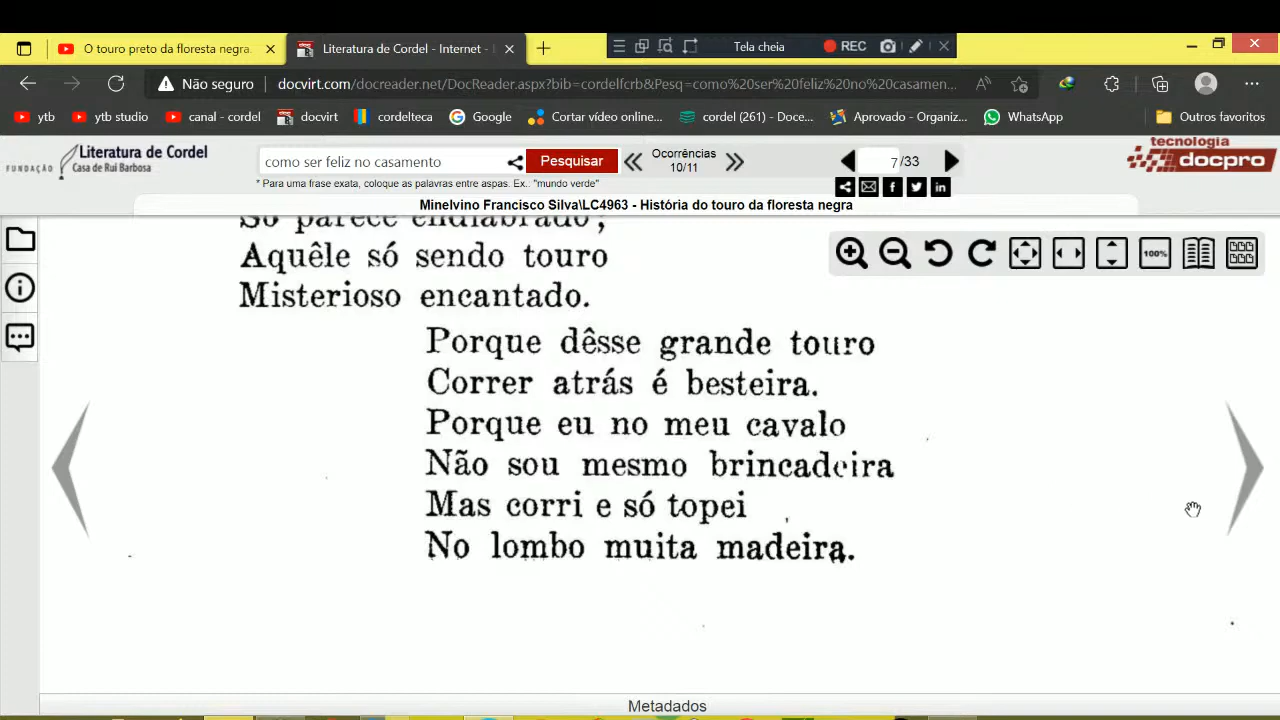 O touro preto da floresta negra.
Literatura de Cordel - Internet -
Tela cheia
REC
Não seguro
docvirt.com/docreader.net/DocReader.aspx?bib=cordelfcrb&Pesq=como%20ser%20feliz%20no%20casamen...
ytb
ytb studio
canal - cordel
docvirt
cordelteca
Google
Cortar vídeo online...
cordel (261) - Doce...
Aprovado - Organiz...
WhatsApp
Outros favoritos
FUNDAÇÃO
Literatura de Cordel
Casa de Rui Barbosa
como ser feliz no casamento
Pesquisar
Ocorrências
10/11
7 /33
tecnologia
docpro
* Para uma frase exata, coloque as palavras entre aspas. Ex.: "mundo verde"
Minelvino Francisco Silva\LC4963 - História do touro da floresta negra
100%
Só parece endiabrado;
Aquêle só sendo touro
Misterioso encantado.
Porque dêsse grande touro
Correr atrás é besteira.
Porque eu no meu cavalo
Não sou mesmo brincadeira
Mas corri e só topei
No lombo muita madeira.
Metadados